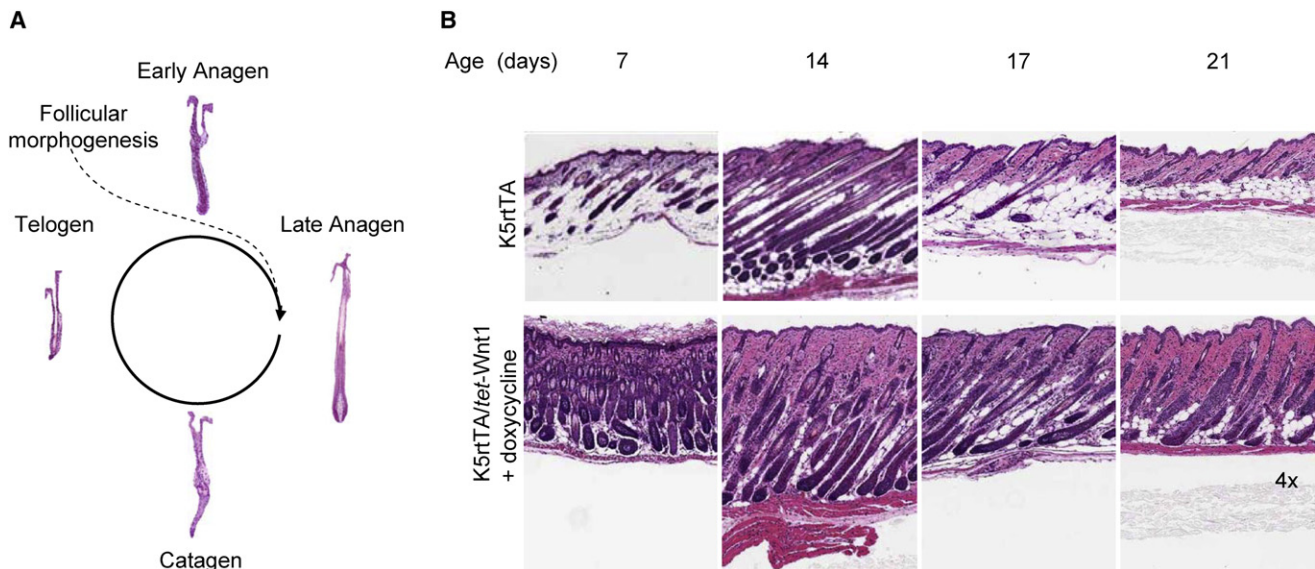 A
Early Anagen
Follicular
morphogenesis
Telogen
Late Anagen
Catagen
B
Age (days) 7 14 17 21
K5rtTA
K5rtTA/tet-Wnt1
+ doxycycline
4x